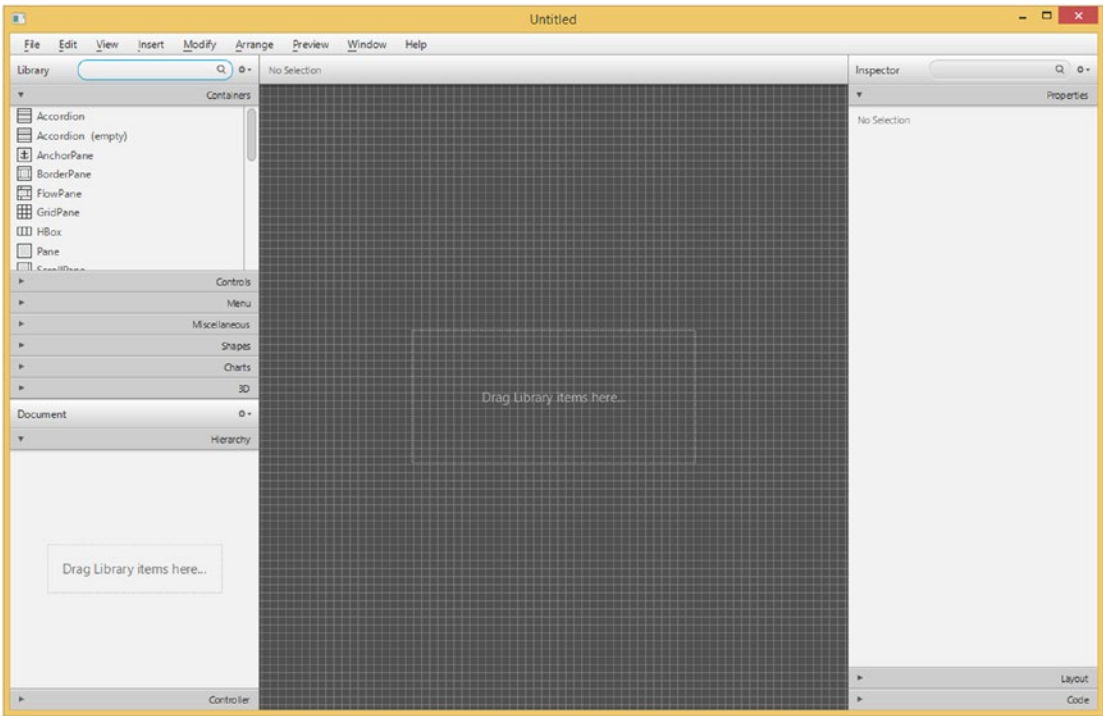 Untitled
File Edit View Insert Modify Arrange Preview Window Help
Library
No Selection
Inspector
Containers
Properties
Accordion
No Selection
Accordion (empty)
AnchorPane
BorderPane
FlowPane
GridPane
HBox
Pane
ScrollPane
Controls
Menu
Miscellaneous
Shapes
Charts
3D
Drag Library items here...
Document
Hierarchy
Drag Library items here...
Layout
Controller
Code